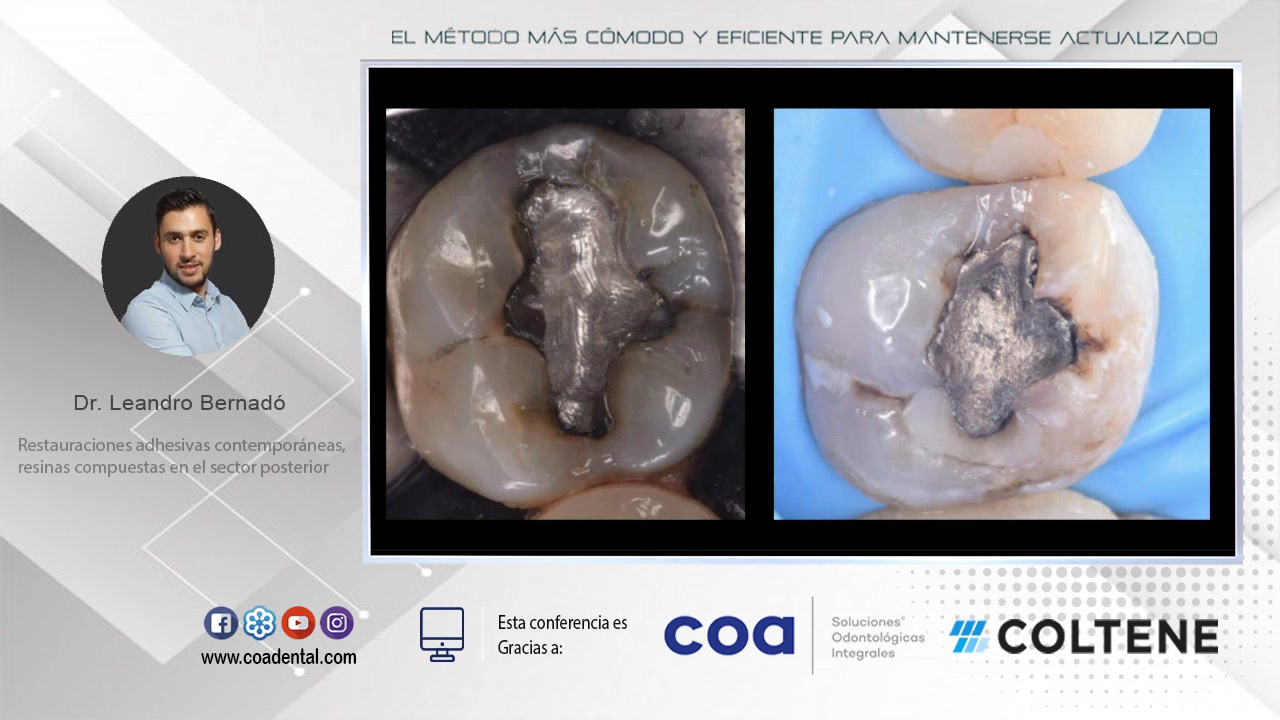 EL MÉTODO MÁS CÓMODO Y EFICIENTE PARA MANTENERSE ACTUALIZADO
Dr. Leandro Bernadó
Restauraciones adhesivas contemporáneas,
resinas compuestas en el sector posterior
www.coadental.com
Esta conferencia es
Gracias a:
coa
Soluciones®
Odontológicas
Integrales
COLTENE